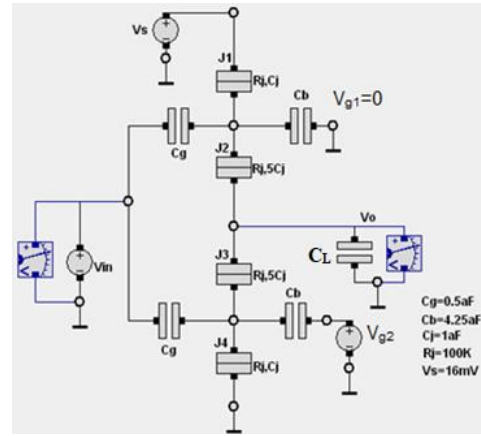 Vs
J1
Rj,Cj
Cb
Vg1=0
Cg
J2
Rj,5Cj
Vo
Vin
CL
J3
Rj,5Cj
Cb
Vg2
Cg
J4
Rj,Cj
Cg=0.5aF
Cb=4.25aF
Cj=1aF
Rj=100K
Vs=16mV